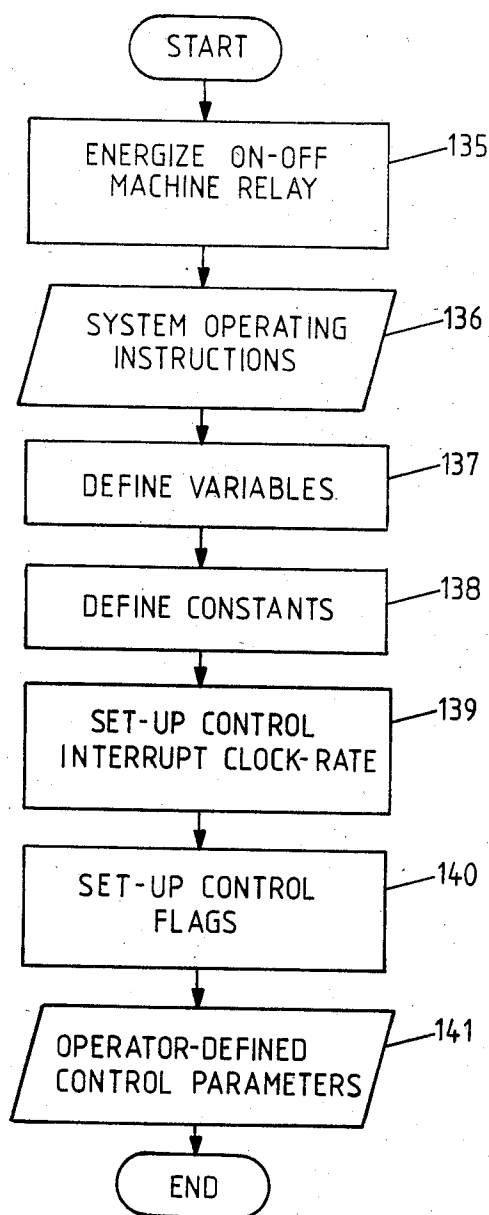 START
ENERGIZE ON-OFF
MACHINE RELAY
135
SYSTEM OPERATING
INSTRUCTIONS
136
DEFINE VARIABLES.
137
DEFINE CONSTANTS
138
SET-UP CONTROL
INTERRUPT CLOCK-RATE
139
SET-UP CONTROL
FLAGS
140
OPERATOR-DEFINED
CONTROL PARAMETERS
141
END